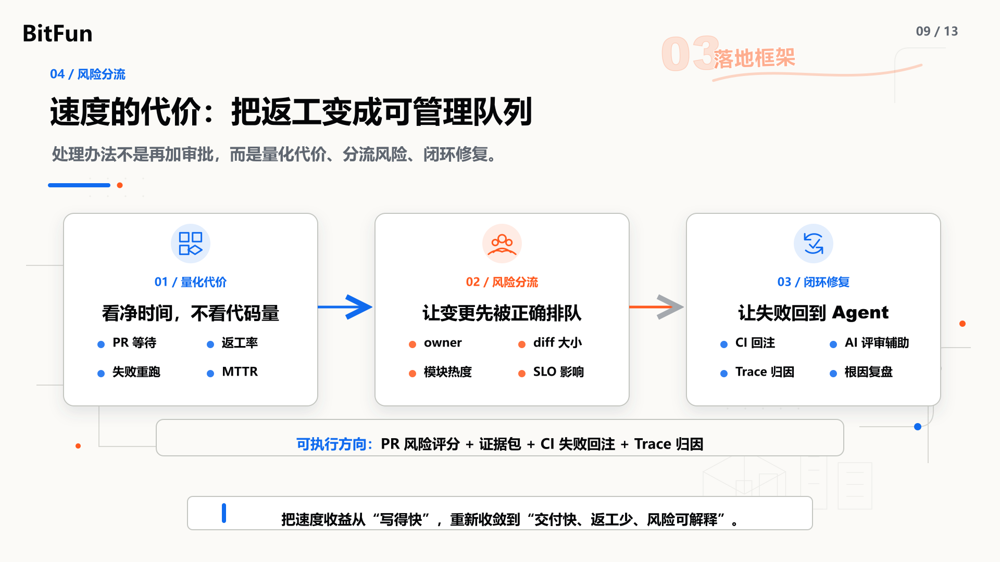 BitFun
09 / 13
03 落地框架
04 / 风险分流
速度的代价：把返工变成可管理队列
处理办法不是再加审批，而是量化代价、分流风险、闭环修复。
01 / 量化代价
看净时间，不看代码量
PR 等待
返工率
失败重跑
MTTR
02 / 风险分流
让变更先被正确排队
owner
diff 大小
模块热度
SLO 影响
03 / 闭环修复
让失败回到 Agent
CI 回注
AI 评审辅助
Trace 归因
根因复盘
可执行方向：PR 风险评分 + 证据包 + CI 失败回注 + Trace 归因
把速度收益从“写得快”，重新收敛到“交付快、返工少、风险可解释”。